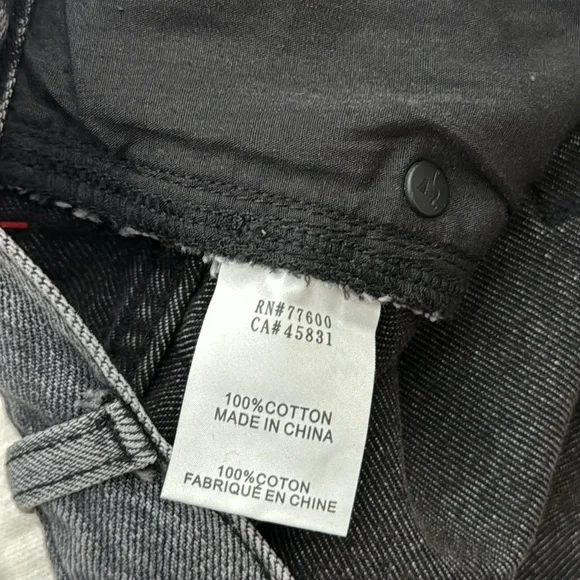 RN#77600
CA#45831
100%COTTON
MADE IN CHINA
100%COTON
FABRIQUÉ EN CHINE